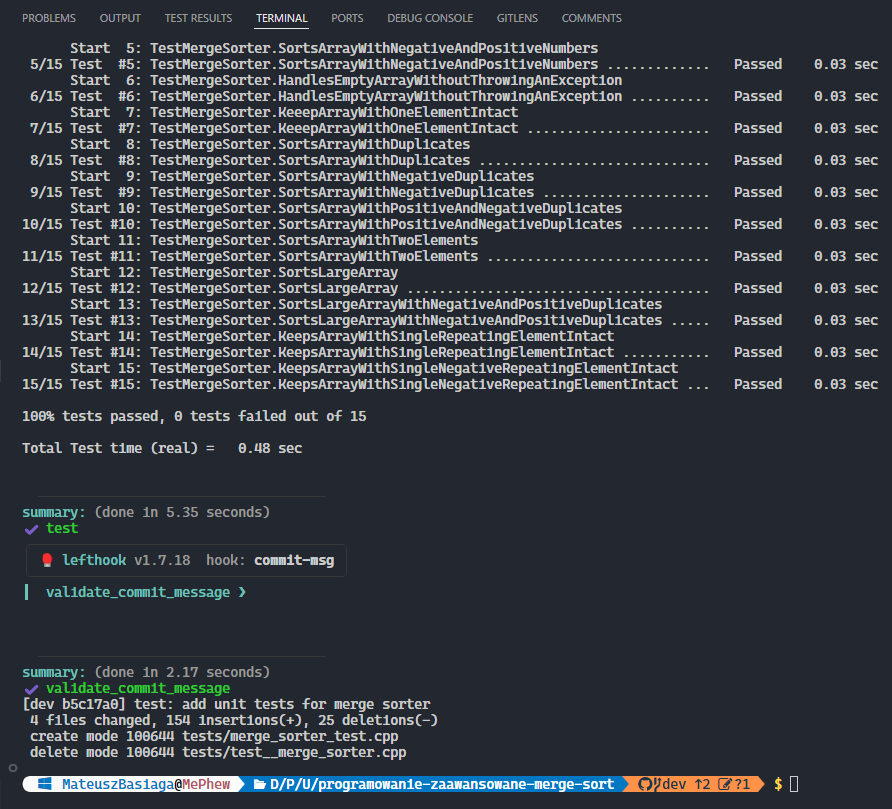 PROBLEMS OUTPUT TEST RESULTS TERMINAL PORTS DEBUG CONSOLE GITLENS COMMENTS
Start 5: TestMergeSorter.SortsArrayWithNegativeAndPositiveNumbers
5/15 Test #5: TestMergeSorter.SortsArrayWithNegativeAndPositiveNumbers ............. Passed 0.03 sec
Start 6: TestMergeSorter.HandlesEmptyArrayWithoutThrowingAnException
6/15 Test #6: TestMergeSorter.HandlesEmptyArrayWithoutThrowingAnException .......... Passed 0.03 sec
Start 7: TestMergeSorter.KeeepArrayWithOneElementIntact
7/15 Test #7: TestMergeSorter.KeeepArrayWithOneElementIntact ....................... Passed 0.03 sec
Start 8: TestMergeSorter.SortsArrayWithDuplicates
8/15 Test #8: TestMergeSorter.SortsArrayWithDuplicates ............................. Passed 0.03 sec
Start 9: TestMergeSorter.SortsArrayWithNegativeDuplicates
9/15 Test #9: TestMergeSorter.SortsArrayWithNegativeDuplicates ..................... Passed 0.03 sec
Start 10: TestMergeSorter.SortsArrayWithPositiveAndNegativeDuplicates
10/15 Test #10: TestMergeSorter.SortsArrayWithPositiveAndNegativeDuplicates .......... Passed 0.03 sec
Start 11: TestMergeSorter.SortsArrayWithTwoElements
11/15 Test #11: TestMergeSorter.SortsArrayWithTwoElements ............................ Passed 0.03 sec
Start 12: TestMergeSorter.SortsLargeArray
12/15 Test #12: TestMergeSorter.SortsLargeArray ...................................... Passed 0.03 sec
Start 13: TestMergeSorter.SortsLargeArrayWithNegativeAndPositiveDuplicates
13/15 Test #13: TestMergeSorter.SortsLargeArrayWithNegativeAndPositiveDuplicates ..... Passed 0.03 sec
Start 14: TestMergeSorter.KeepsArrayWithSingleRepeatingElementIntact
14/15 Test #14: TestMergeSorter.KeepsArrayWithSingleRepeatingElementIntact ........... Passed 0.03 sec
Start 15: TestMergeSorter.KeepsArrayWithSingleNegativeRepeatingElementIntact
15/15 Test #15: TestMergeSorter.KeepsArrayWithSingleNegativeRepeatingElementIntact ... Passed 0.03 sec
100% tests passed, 0 tests failed out of 15
Total Test time (real) = 0.48 sec
summary: (done in 5.35 seconds)
✔ test
🥊 lefthook v1.7.18 hook: commit-msg
validate_commit_message ❯
summary: (done in 2.17 seconds)
✔ validate_commit_message
[dev b5c17a0] test: add unit tests for merge sorter
4 files changed, 154 insertions(+), 25 deletions(-)
create mode 100644 tests/merge_sorter_test.cpp
delete mode 100644 tests/test__merge_sorter.cpp
MateuszBasiaga@MePhew D/P/U/programowanie-zaawansowane-merge-sort dev ↑2 ?1 $